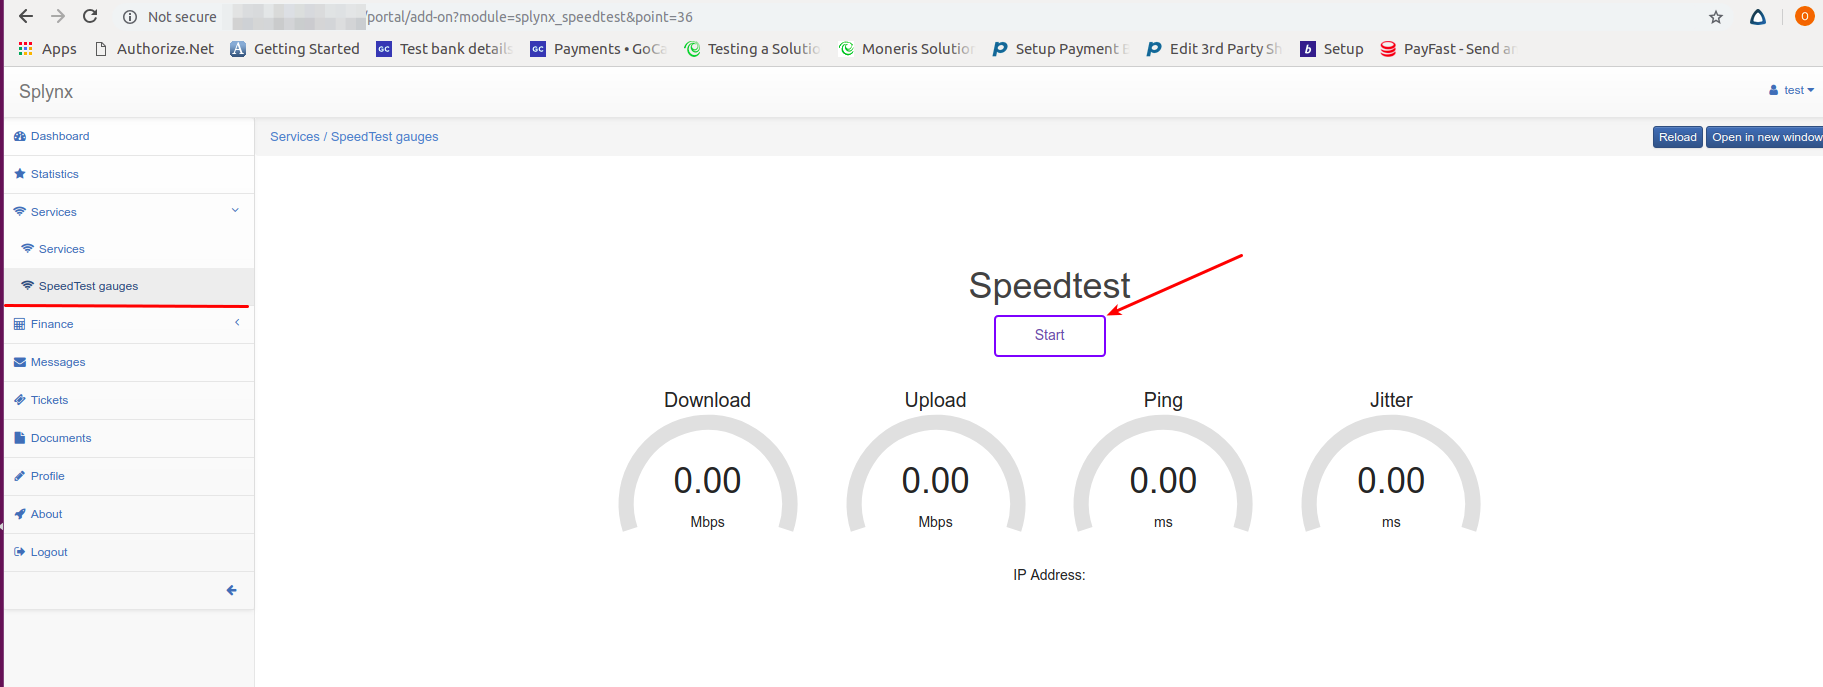 Not secure /portal/add-on?module=splynx_speedtest&point=36
Apps Authorize.Net Getting Started Test bank details Payments • GoCa Testing a Solutio Moneris Solution Setup Payment Edit 3rd Party Sh Setup PayFast - Send an
Splynx
test
Dashboard
Services / SpeedTest gauges
Reload Open in new window
Statistics
Services
Services
SpeedTest gauges
Finance
Messages
Tickets
Documents
Profile
About
Logout
Speedtest
Start
Download Upload Ping Jitter
0.00 0.00 0.00 0.00
Mbps Mbps ms ms
IP Address: